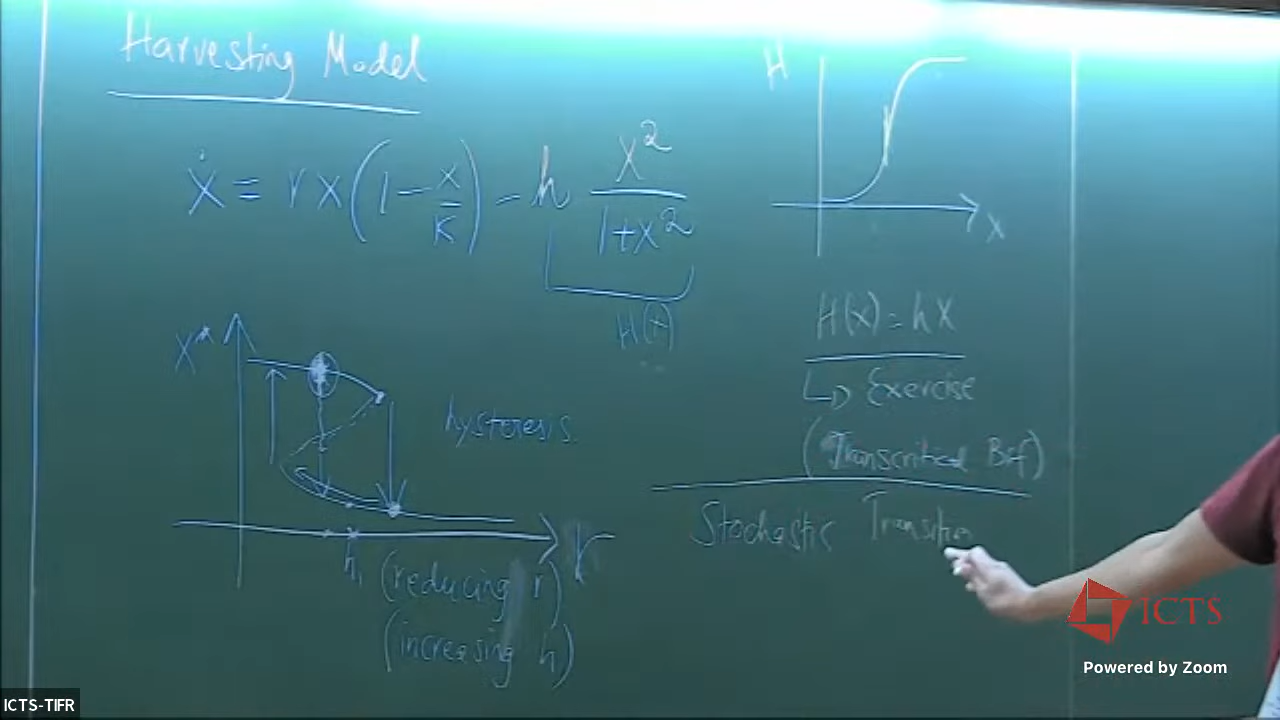 Harvesting Model
ẋ = rx(1 - x/K) - h x²/(1+x²)
H(x)
H
x
H(x) = hx
↳ Exercise
(Transcritical Bif)
x*
hysteresis.
h₁
(reducing r)
(increasing h)
Stochastic Transition
ICTS
Powered by Zoom
ICTS-TIFR